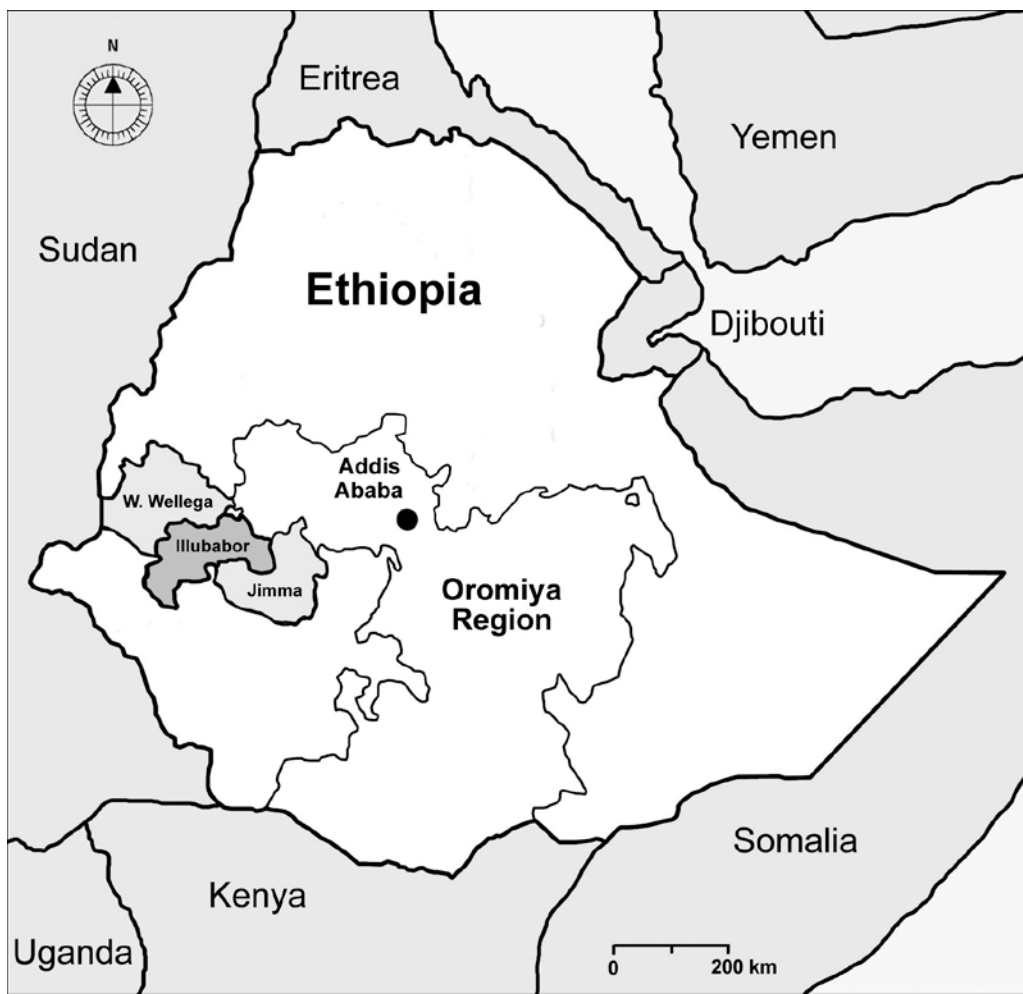 N
Eritrea
Yemen
Sudan
Ethiopia
Djibouti
Addis
Ababa
W. Wellega
Illubabor
Jimma
Oromiya
Region
Somalia
Kenya
Uganda
0 200 km